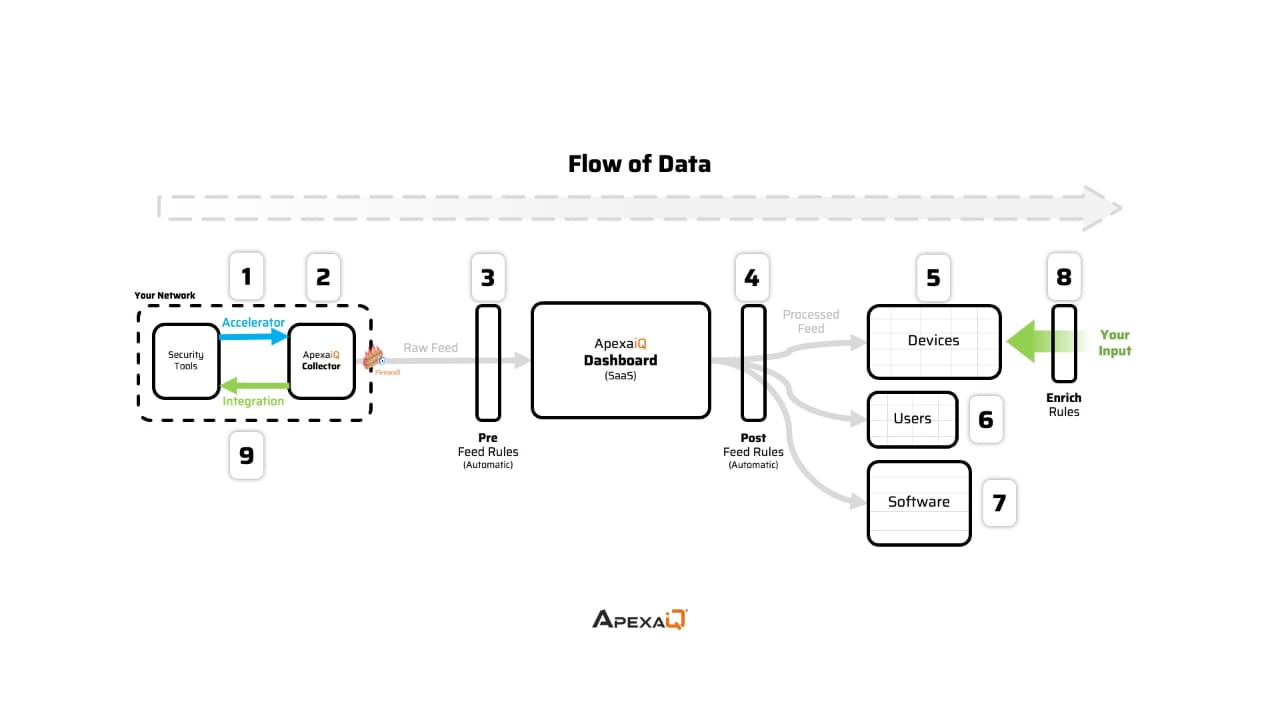 Flow of Data
1
2
3
4
5
8
Your Network
Accelerator
Security
Tools
ApexaiQ
Collector
Integration
Firewall
9
Raw Feed
Pre
Feed Rules
(Automatic)
ApexaiQ
Dashboard
(SaaS)
Post
Feed Rules
(Automatic)
Processed
Feed
Devices
Users
6
Software
7
Your
Input
Enrich
Rules
APEXAIQ